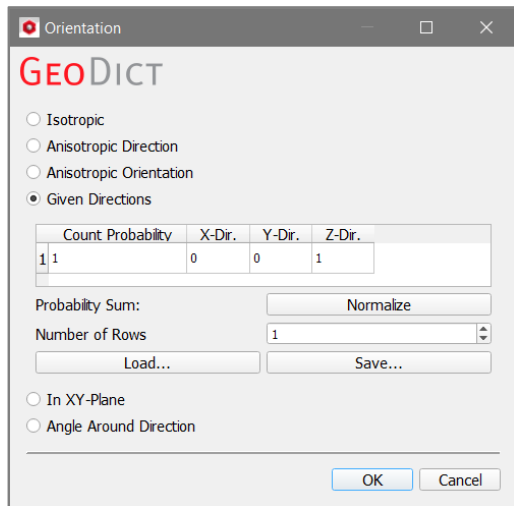 Orientation
GEODICT
Isotropic
Anisotropic Direction
Anisotropic Orientation
Given Directions
Count Probability X-Dir. Y-Dir. Z-Dir.
1 1 0 0 1
Probability Sum: Normalize
Number of Rows 1
Load... Save...
In XY-Plane
Angle Around Direction
OK Cancel